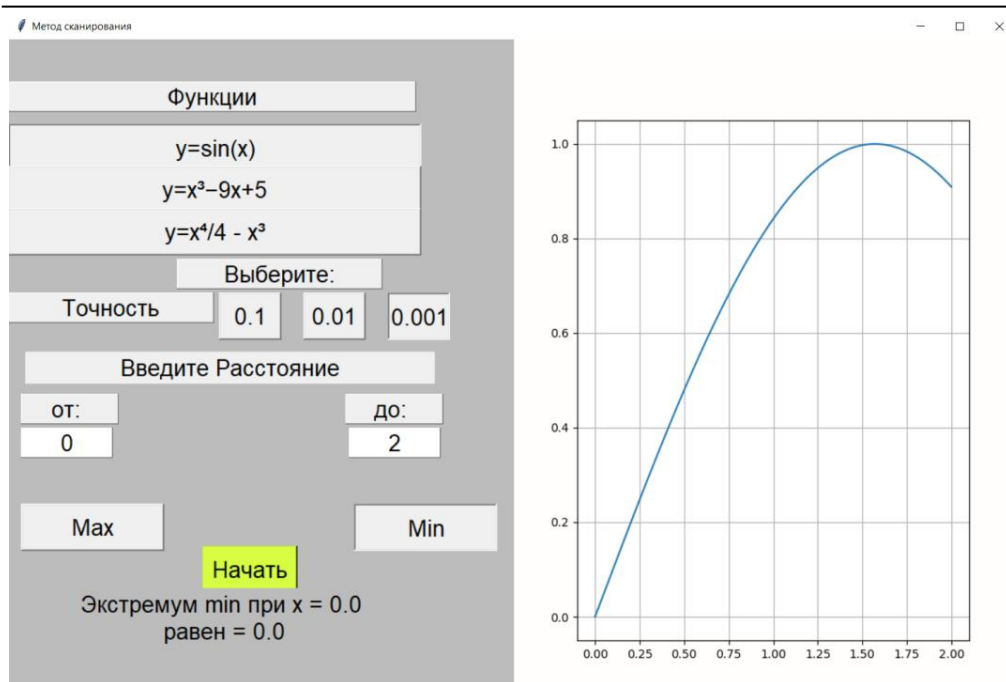 Метод сканирования
Функции
y=sin(x)
y=x³−9x+5
y=x⁴/4 - x³
Выберите:
Точность 0.1 0.01 0.001
Введите Расстояние
от: до:
0 2
Max Min
Начать
Экстремум min при x = 0.0
равен = 0.0
1.0
0.8
0.6
0.4
0.2
0.0
0.00 0.25 0.50 0.75 1.00 1.25 1.50 1.75 2.00